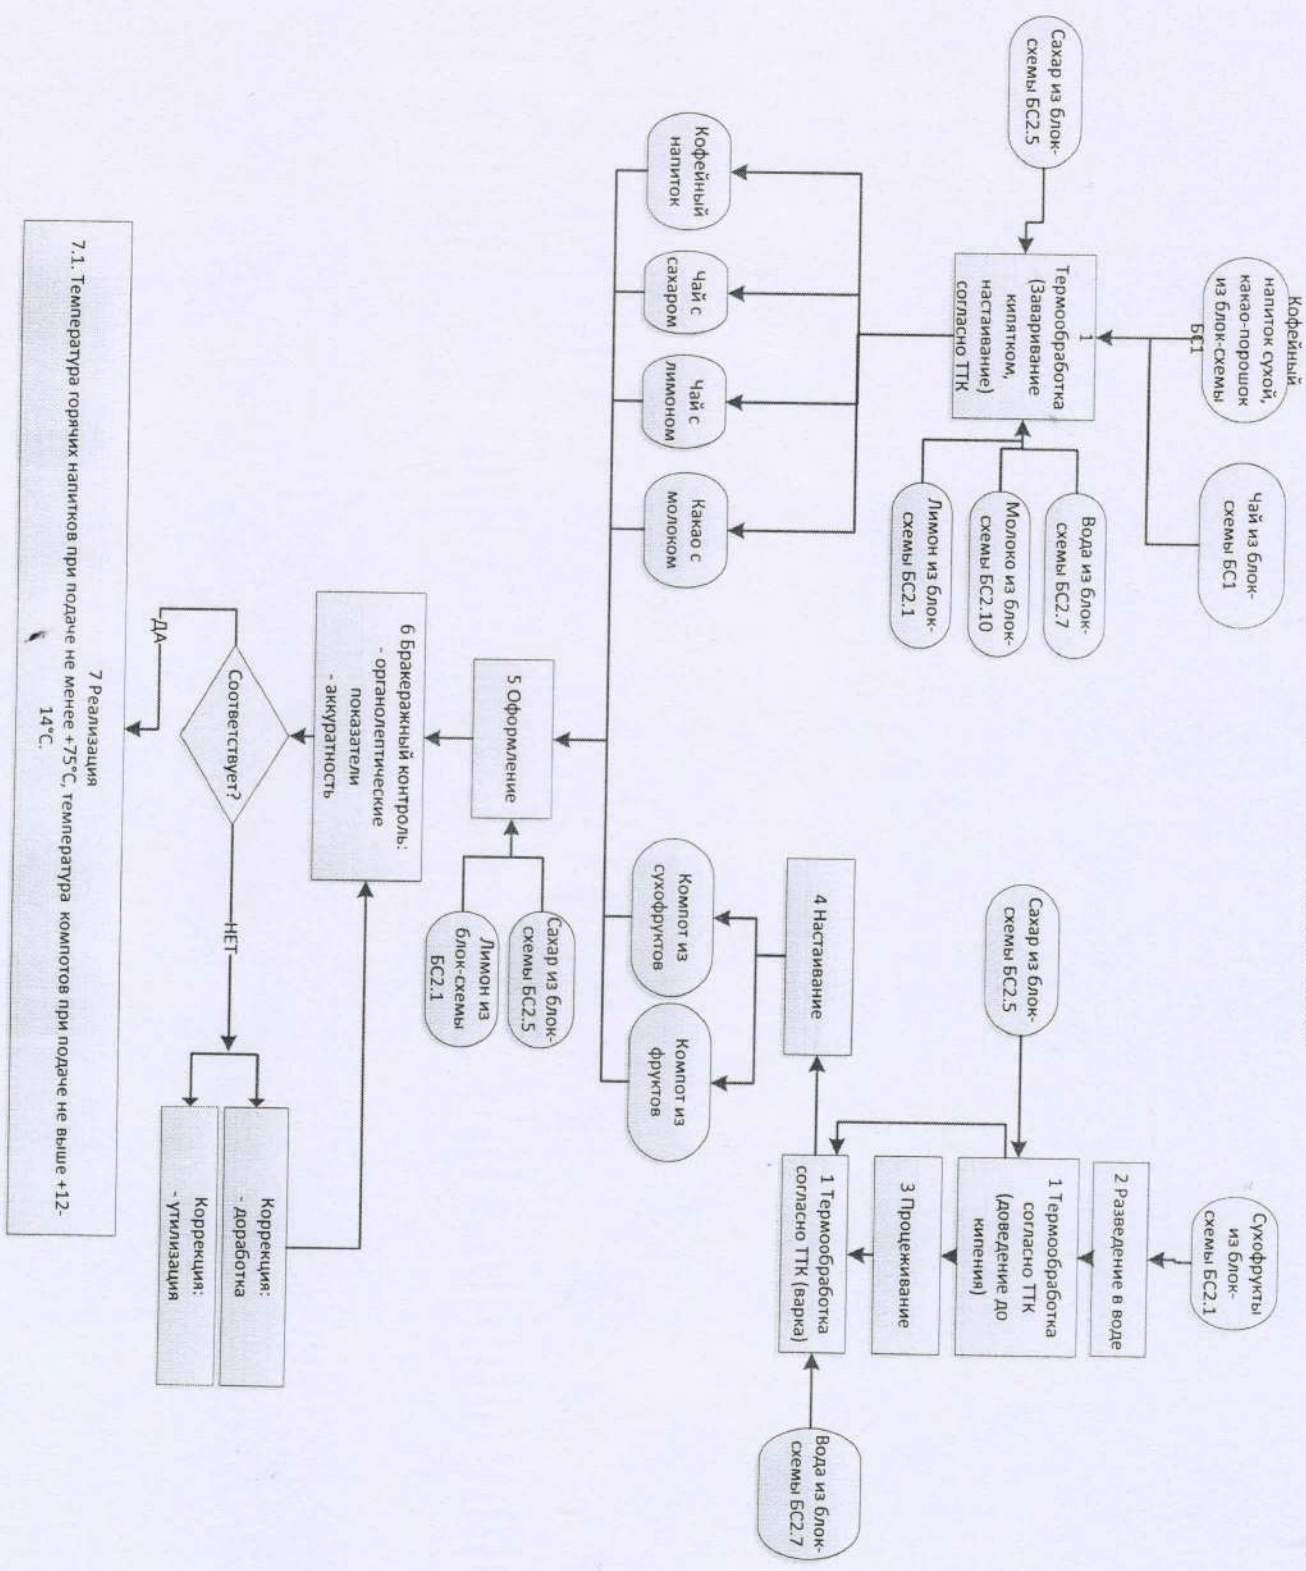 Кофейный
напиток сухой,
какао-порошок
из блок-схемы
БС1
Чай из блок-
схемы БС1
Сахар из блок-
схемы БС2.5
1
Термообработка
(Заваривание
кипятком,
настаивание)
согласно ТТК
Вода из блок-
схемы БС2.7
Молоко из блок-
схемы БС2.10
Лимон из блок-
схемы БС2.1
Кофейный
напиток
Чай с
сахаром
Чай с
лимоном
Какао с
молоком
Сухофрукты
из блок-
схемы БС2.1
2 Разведение в воде
Сахар из блок-
схемы БС2.5
1 Термообработка
согласно ТТК
(доведение до
кипения)
3 Процеживание
1 Термообработка
согласно ТТК (варка)
Вода из блок-
схемы БС2.7
4 Настаивание
Компот из
сухофруктов
Компот из
фруктов
5 Оформление
Сахар из блок-
схемы БС2.5
Лимон из
блок-схемы
БС2.1
6 Бракеражный контроль:
- органолептические
показатели
- аккуратность
Соответствует?
ДА
НЕТ
Коррекция:
- доработка
Коррекция:
- утилизация
7 Реализация
7.1. Температура горячих напитков при подаче не менее +75°С, температура компотов при подаче не выше +12-
14°С.